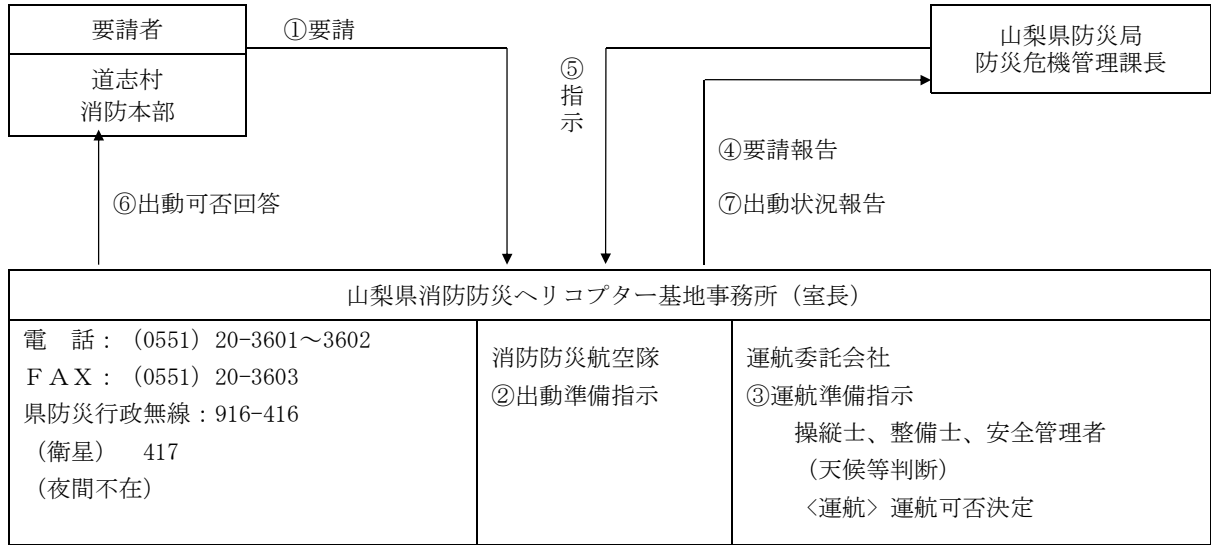 要請者
①要請
道志村
消防本部
⑤
指
示
山梨県防災局
防災危機管理課長
④要請報告
⑥出動可否回答
⑦出動状況報告
山梨県消防防災ヘリコプター基地事務所（室長）
電　話：（0551）20-3601～3602
ＦＡＸ：（0551）20-3603
県防災行政無線：916-416
（衛星）　417
（夜間不在）
消防防災航空隊
②出動準備指示
運航委託会社
③運航準備指示
操縦士、整備士、安全管理者
（天候等判断）
〈運航〉運航可否決定